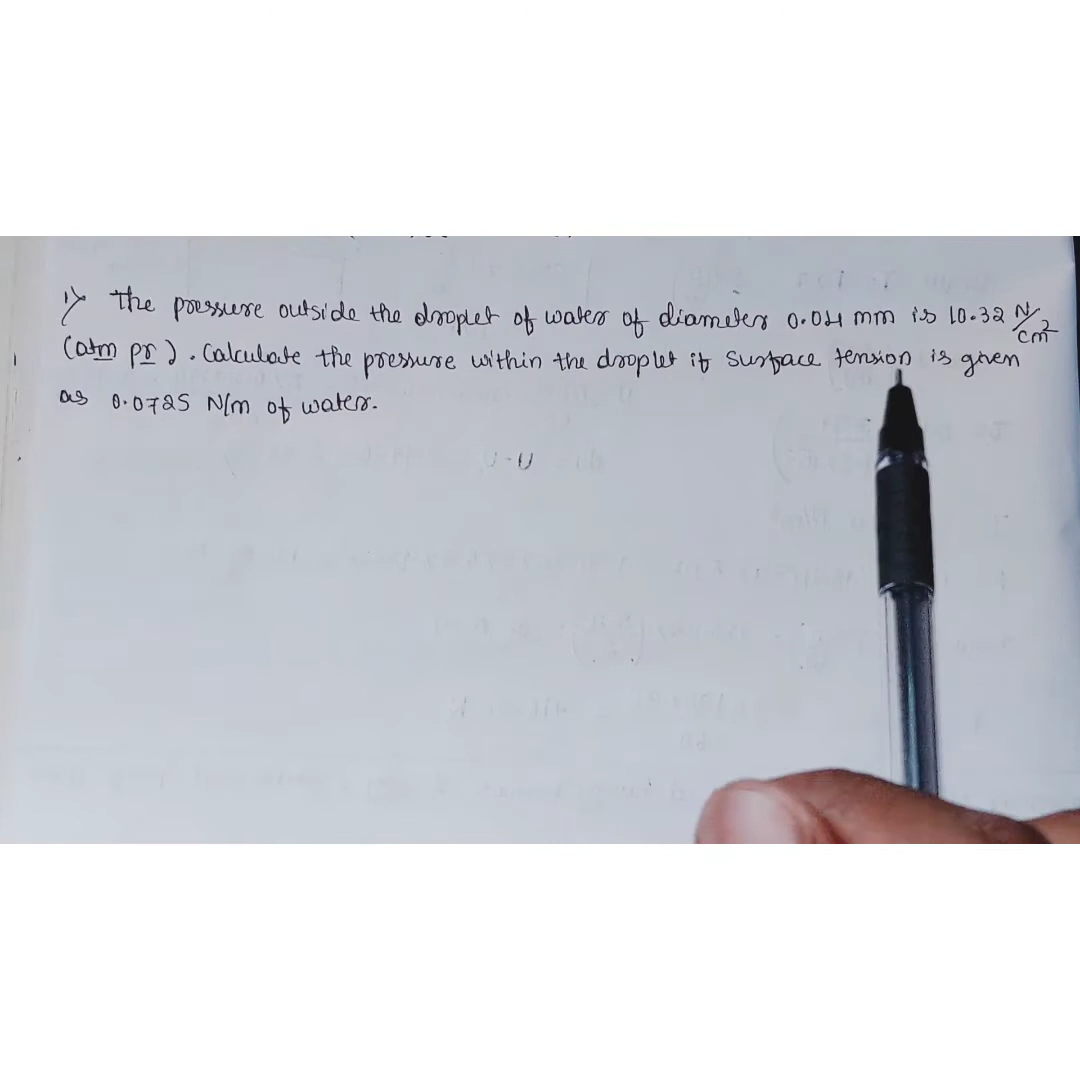 1) The pressure outside the droplet of water of diameter 0.04 mm is 10.32 N/cm²
(atm pr). Calculate the pressure within the droplet if surface tension is given
as 0.0725 N/m of water.